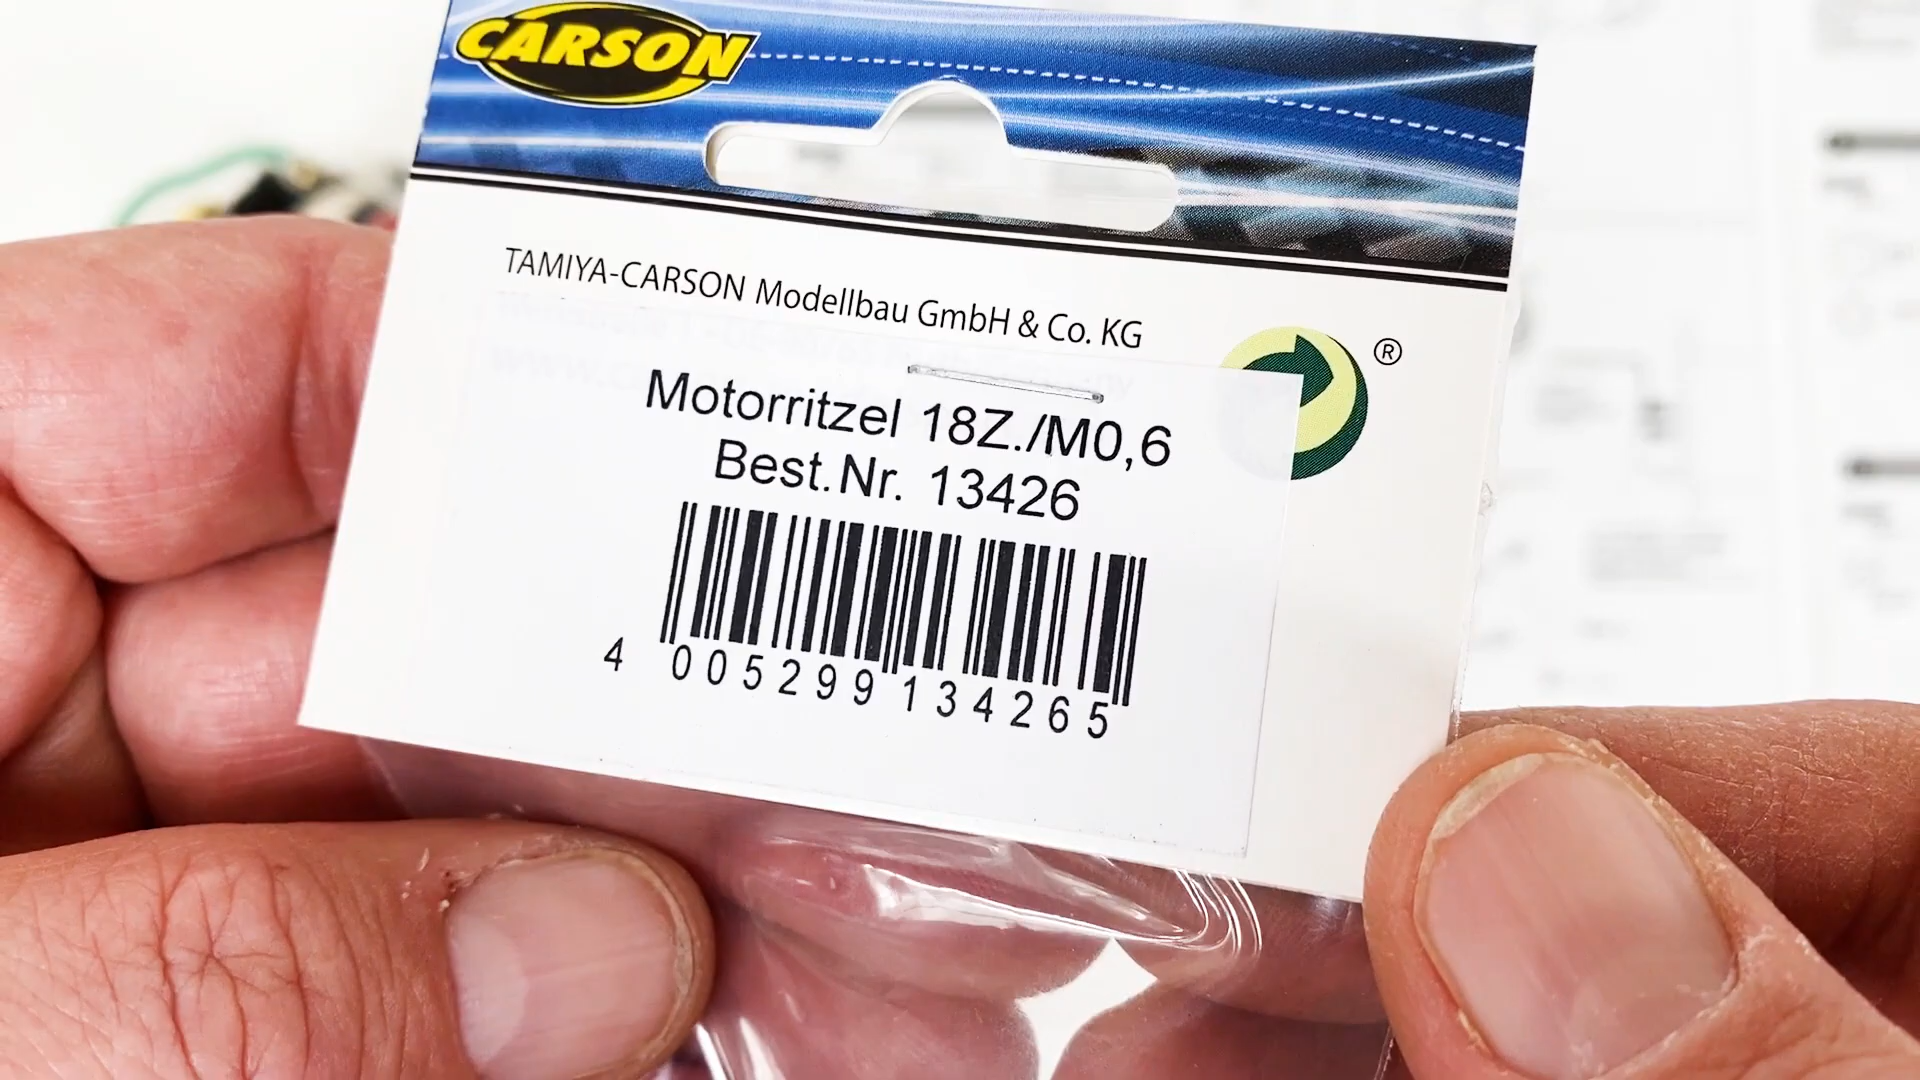 CARSON
TAMIYA-CARSON Modellbau GmbH & Co. KG
®
Motorritzel 18Z./M0,6
Best.Nr. 13426
4 005299 134265